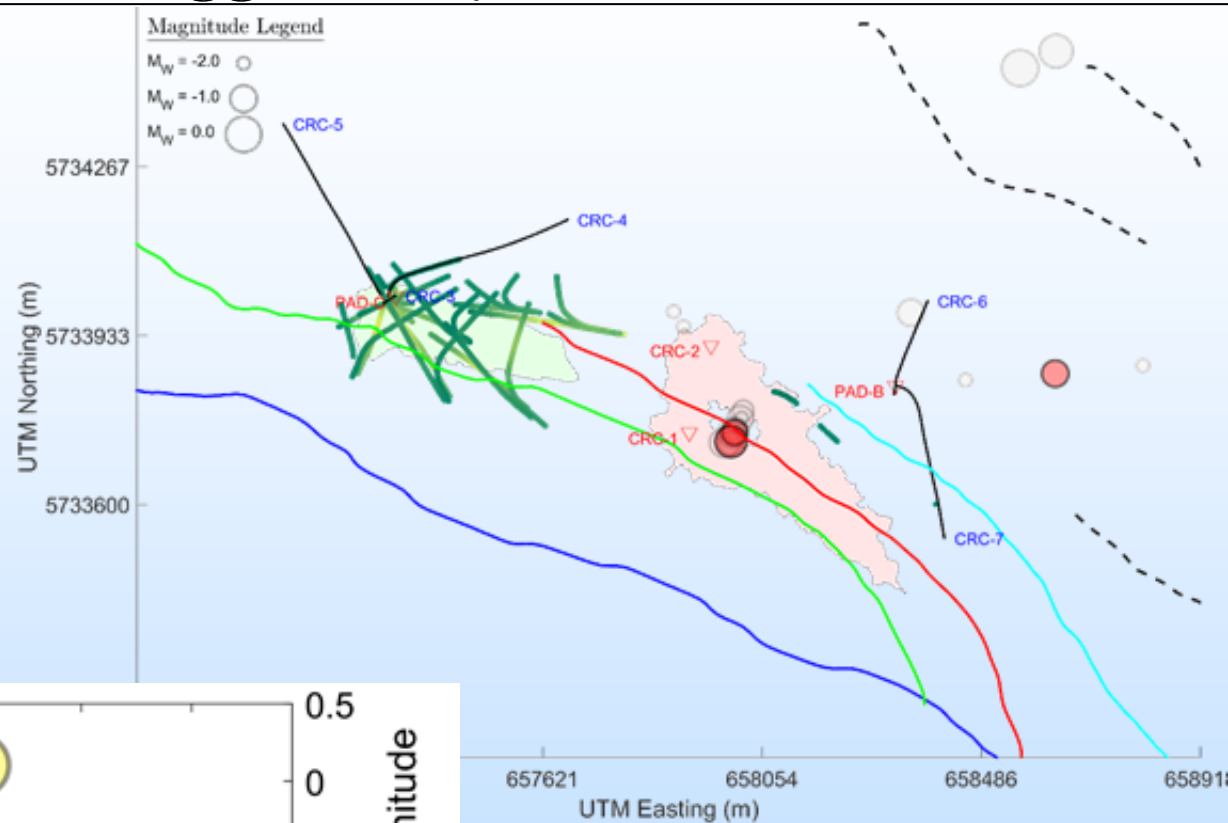 Magnitude Legend
M_W = -2.0
M_W = -1.0
M_W = 0.0
CRC-5
CRC-4
5734267
PAD-C
CRC-3
CRC-6
5733933
CRC-2
PAD-B
CRC-1
5733600
CRC-7
UTM Northing (m)
0.5
0
657621
658054
658486
658918
UTM Easting (m)